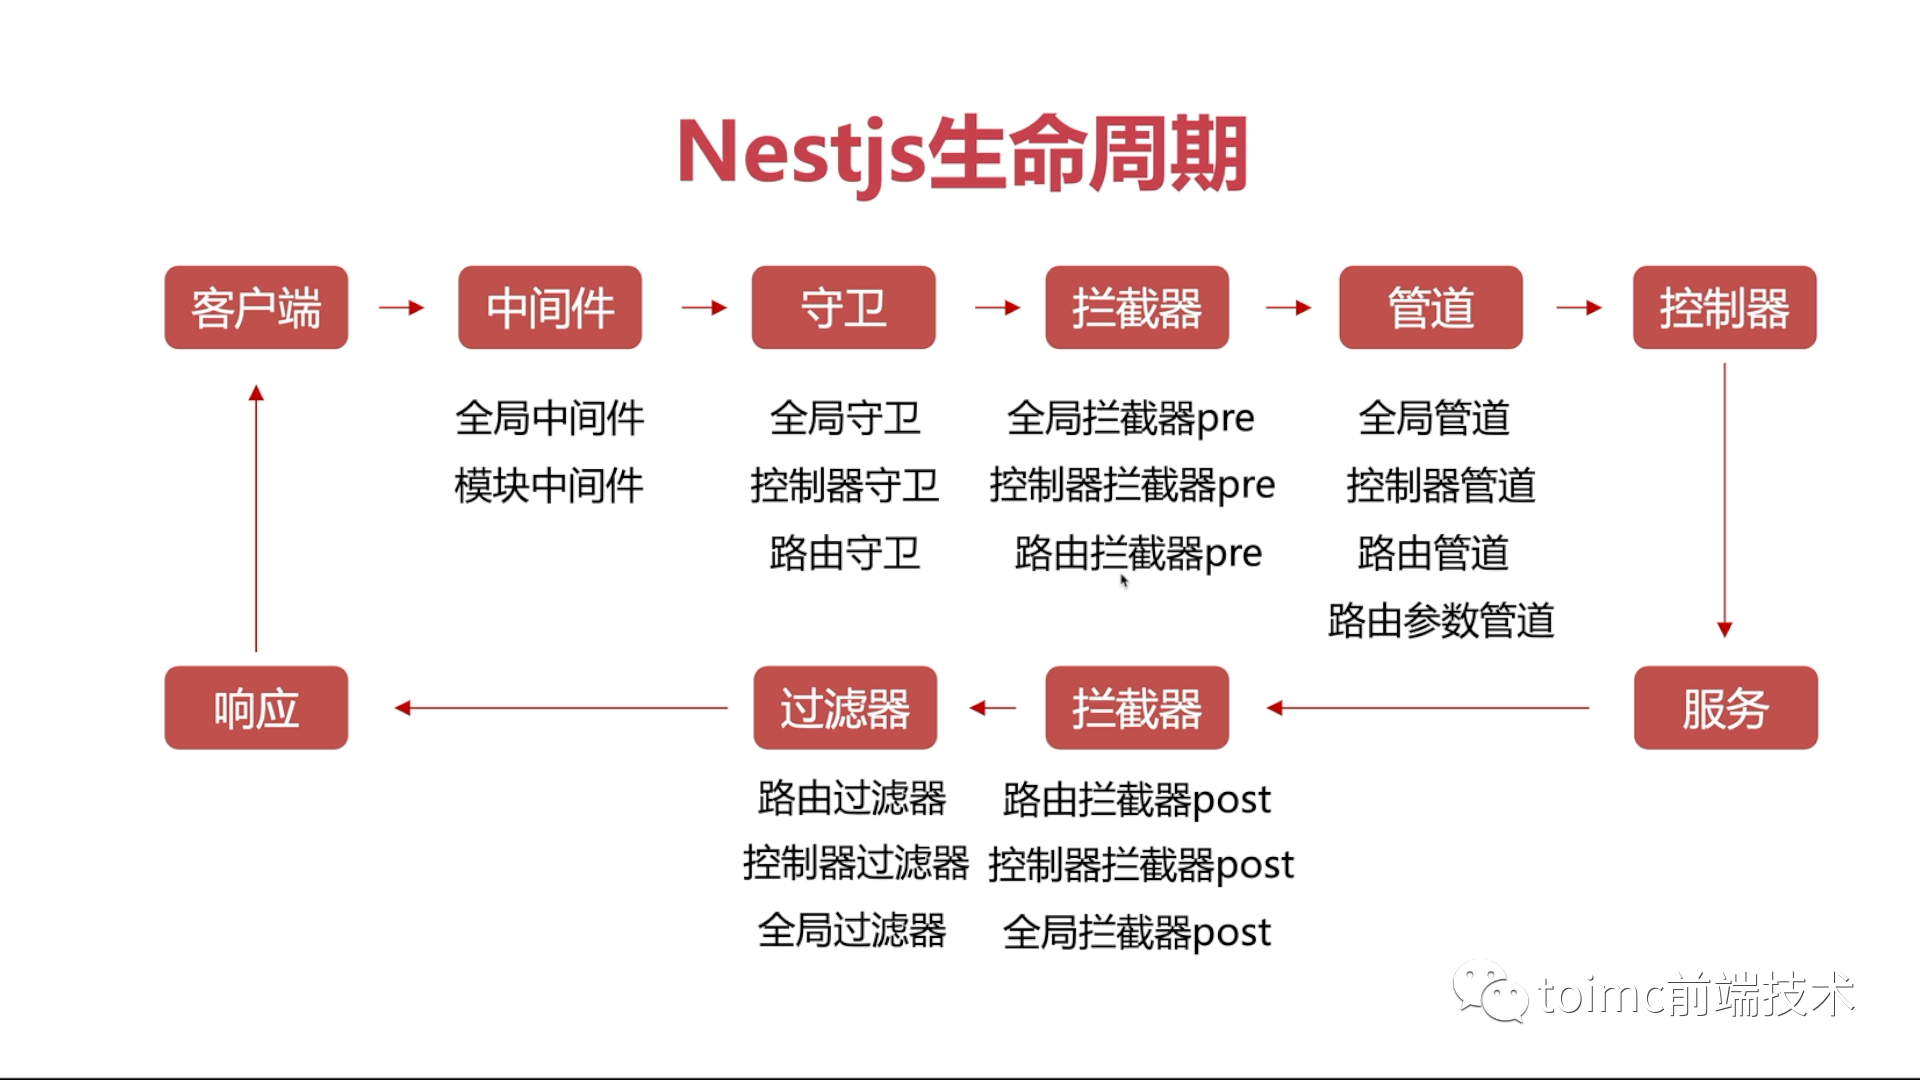 Nestjs生命周期
客户端
中间件
守卫
拦截器
管道
控制器
全局中间件
模块中间件
全局守卫
控制器守卫
路由守卫
全局拦截器pre
控制器拦截器pre
路由拦截器pre
全局管道
控制器管道
路由管道
路由参数管道
响应
过滤器
拦截器
服务
路由过滤器
控制器过滤器
全局过滤器
路由拦截器post
控制器拦截器post
全局拦截器post
toimc前端技术